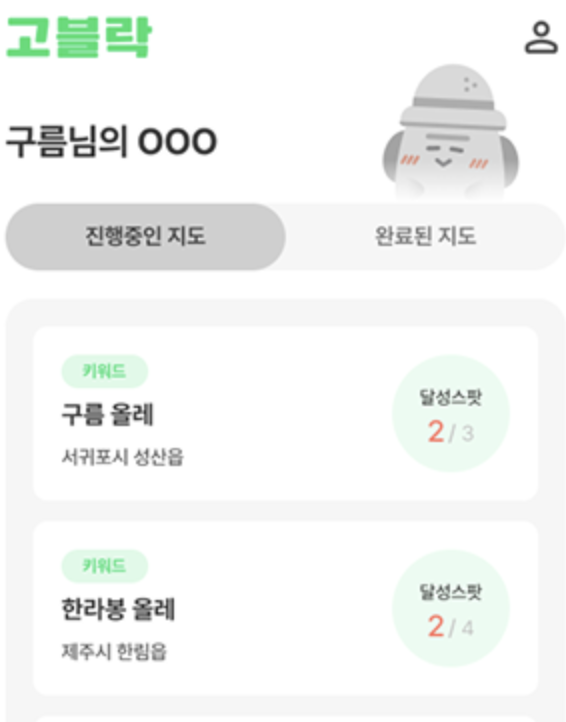 고블락
구름님의 OOO
진행중인 지도
완료된 지도
키워드
구름 올레
서귀포시 성산읍
달성스팟
2 / 3
키워드
한라봉 올레
제주시 한림읍
달성스팟
2 / 4